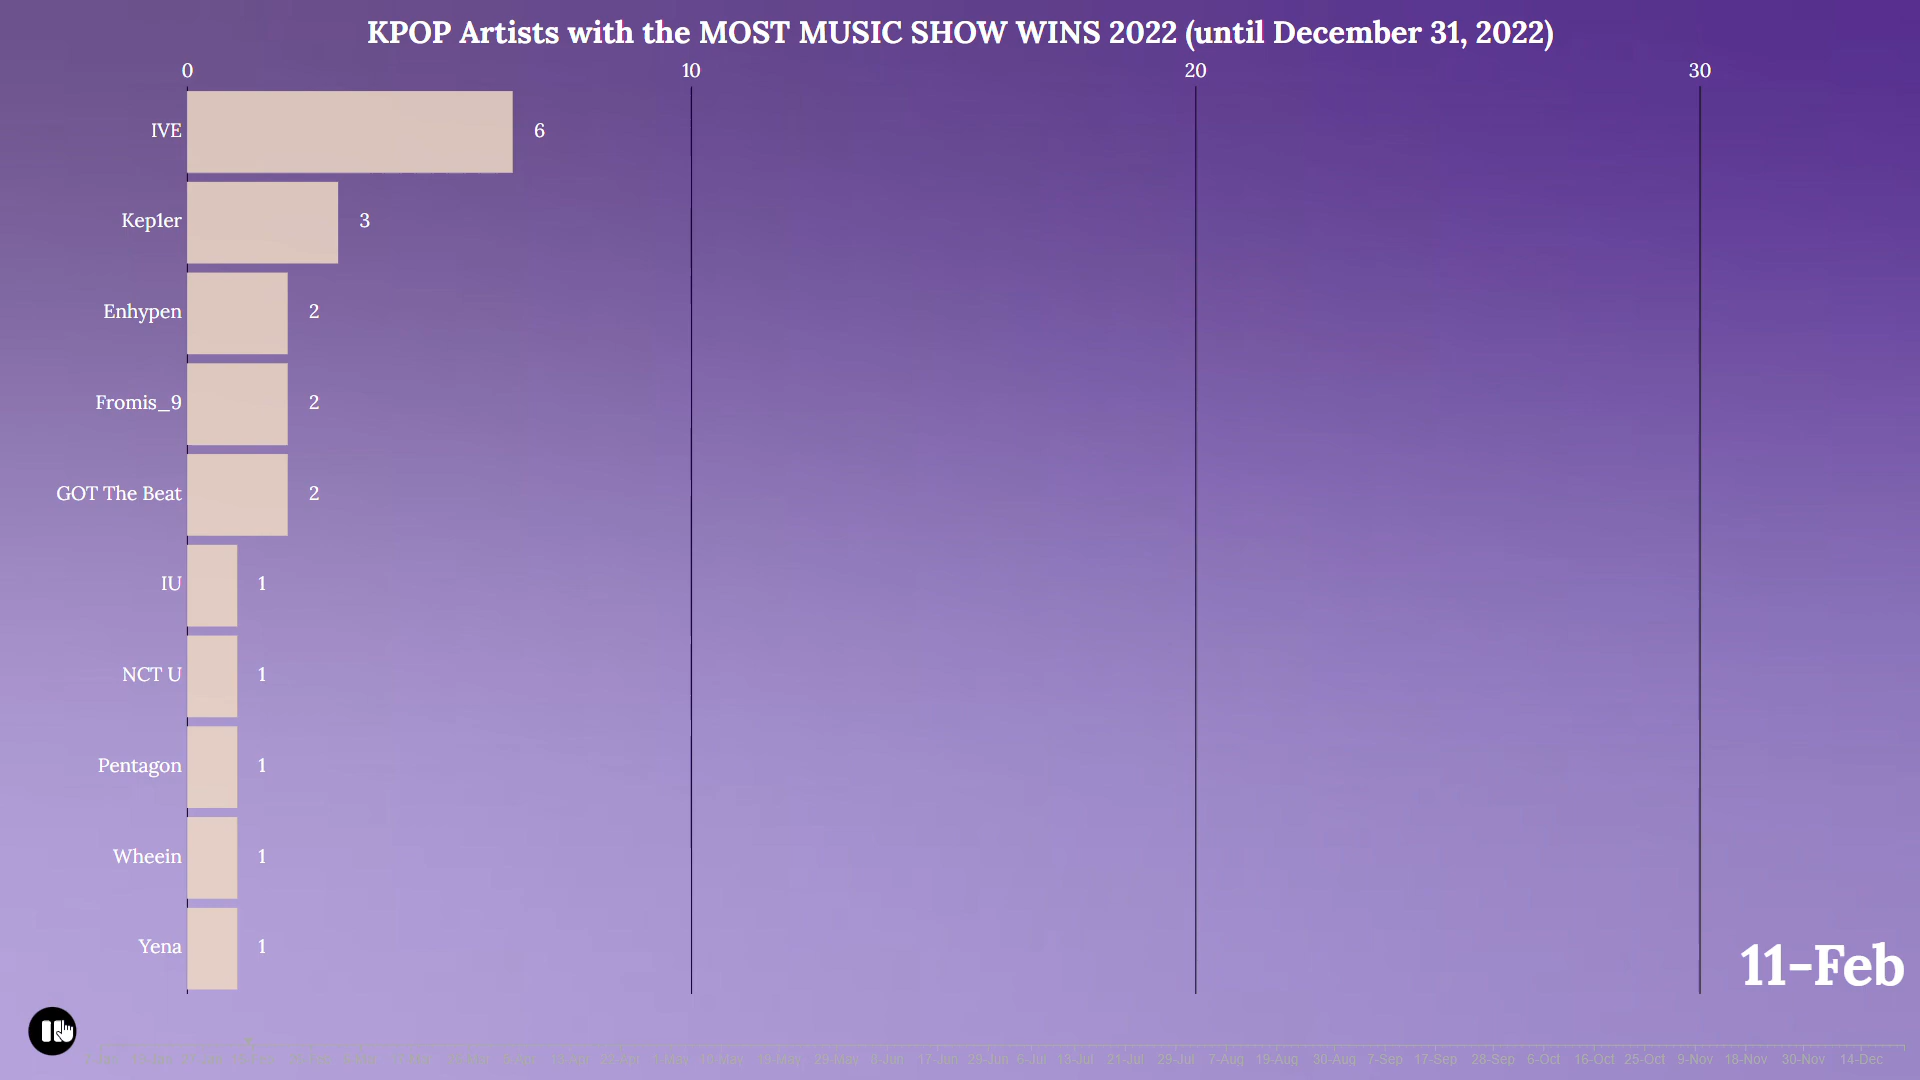 KPOP Artists with the MOST MUSIC SHOW WINS 2022 (until December 31, 2022)
0 10 20 30
IVE 6
Kep1er 3
Enhypen 2
Fromis_9 2
GOT The Beat 2
IU 1
NCT U 1
Pentagon 1
Wheein 1
Yena 1
11-Feb
1-May 10-May 19-May 29-May 8-Jun 17-Jun 29-Jun 6-Jul 13-Jul 21-Jul 29-Jul 7-Aug 19-Aug 30-Aug 7-Sep 17-Sep 28-Sep 6-Oct 16-Oct 25-Oct 9-Nov 18-Nov 30-Nov 14-Dec